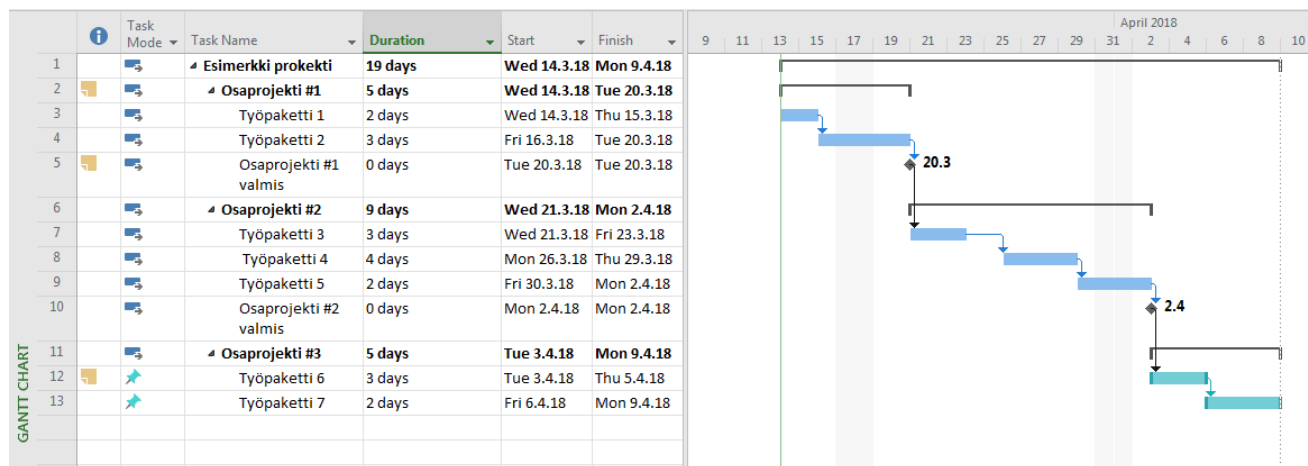 Task Mode Task Name Duration Start Finish
April 2018
9 11 13 15 17 19 21 23 25 27 29 31 2 4 6 8 10
1 Esimerkki prokekti 19 days Wed 14.3.18 Mon 9.4.18
2 Osaprojekti #1 5 days Wed 14.3.18 Tue 20.3.18
3 Työpaketti 1 2 days Wed 14.3.18 Thu 15.3.18
4 Työpaketti 2 3 days Fri 16.3.18 Tue 20.3.18
5 Osaprojekti #1 0 days Tue 20.3.18 Tue 20.3.18 20.3
valmis
6 Osaprojekti #2 9 days Wed 21.3.18 Mon 2.4.18
7 Työpaketti 3 3 days Wed 21.3.18 Fri 23.3.18
8 Työpaketti 4 4 days Mon 26.3.18 Thu 29.3.18
9 Työpaketti 5 2 days Fri 30.3.18 Mon 2.4.18
10 Osaprojekti #2 0 days Mon 2.4.18 Mon 2.4.18 2.4
valmis
11 Osaprojekti #3 5 days Tue 3.4.18 Mon 9.4.18
12 Työpaketti 6 3 days Tue 3.4.18 Thu 5.4.18
13 Työpaketti 7 2 days Fri 6.4.18 Mon 9.4.18
GANTT CHART